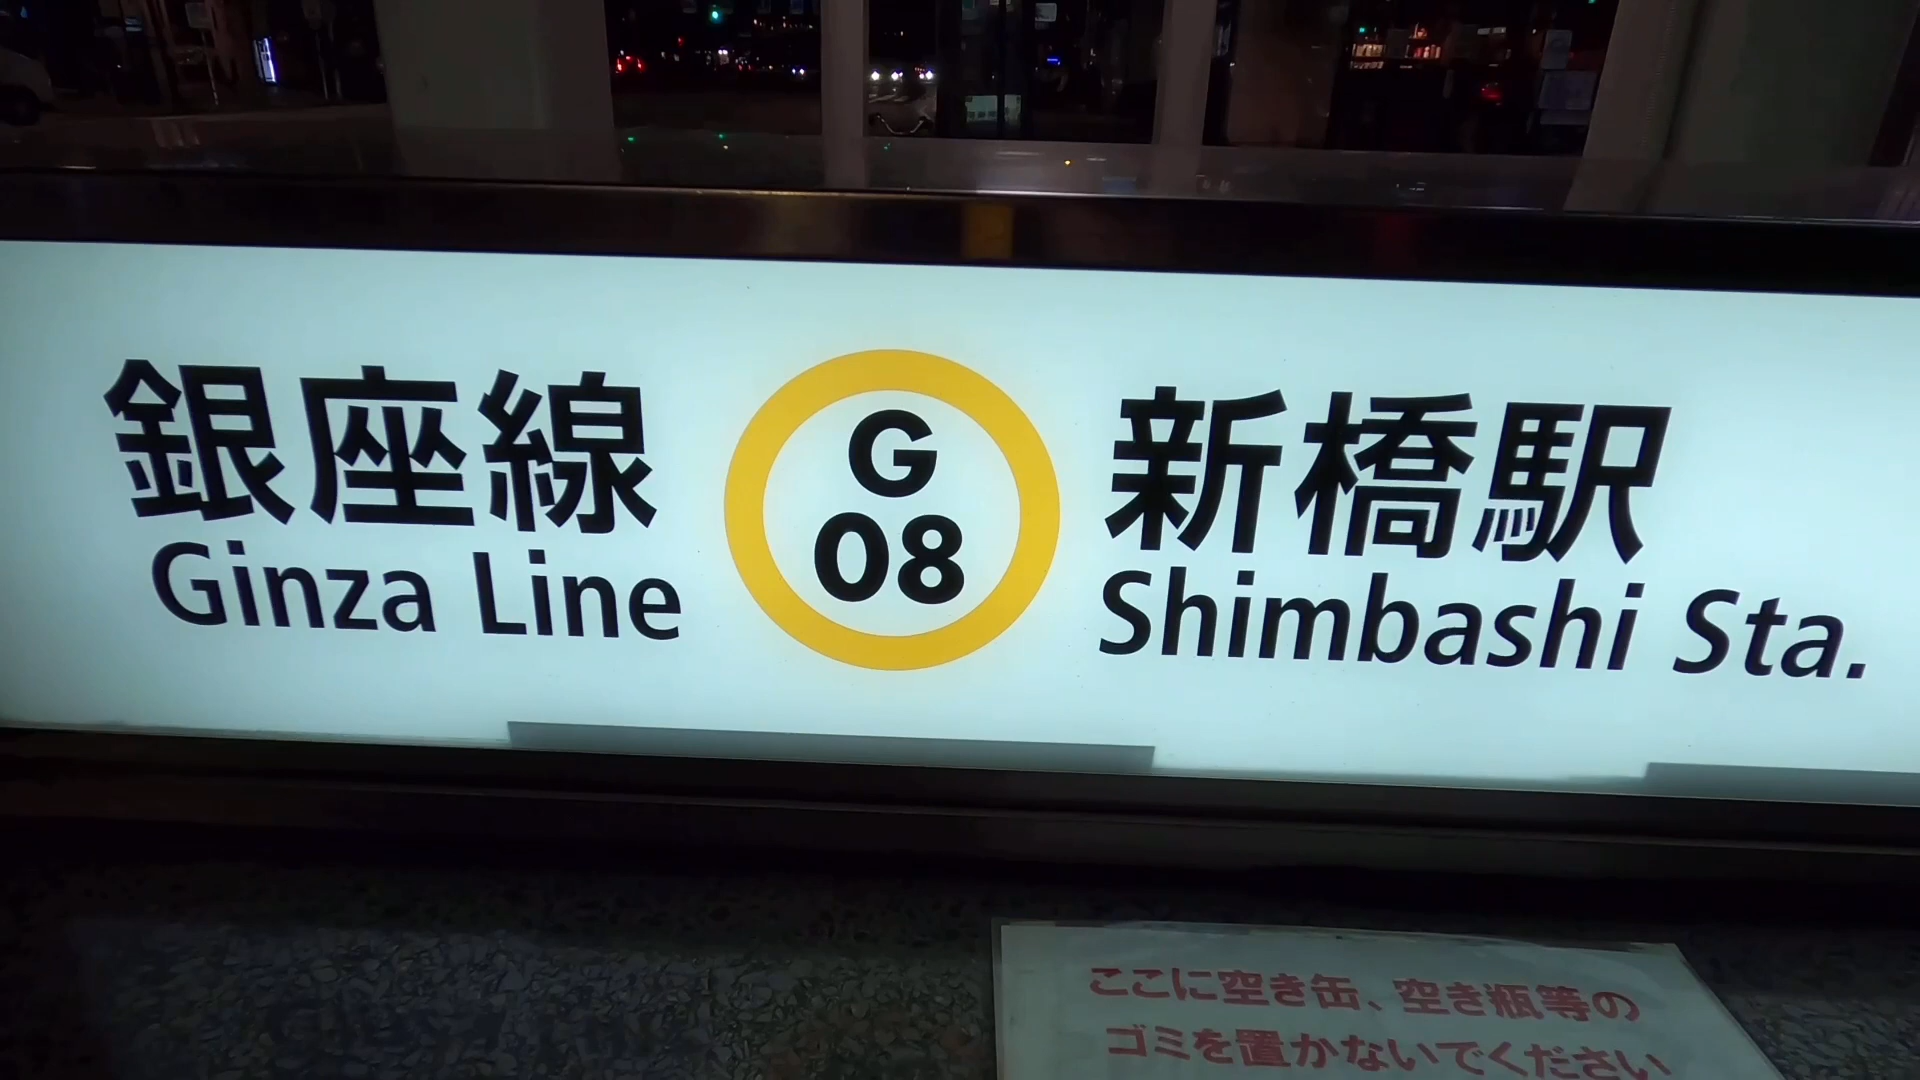 銀座線
Ginza Line
G
08
新橋駅
Shimbashi Sta.
ここに空き缶、空き瓶等の
ゴミを置かないでください